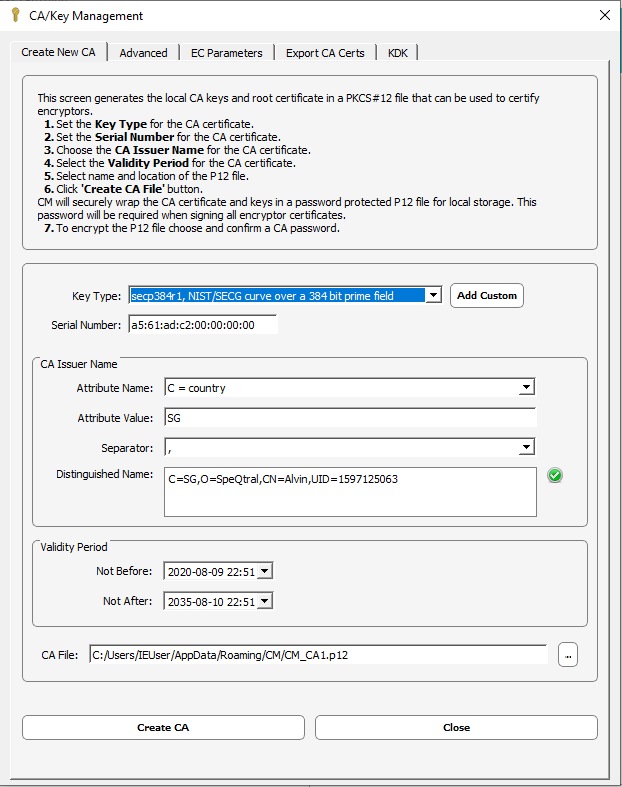 CA/Key Management
Create New CA
Advanced
EC Parameters
Export CA Certs
KDK
This screen generates the local CA keys and root certificate in a PKCS#12 file that can be used to certify
encryptors.
1. Set the Key Type for the CA certificate.
2. Set the Serial Number for the CA certificate.
3. Choose the CA Issuer Name for the CA certificate.
4. Select the Validity Period for the CA certificate.
5. Select name and location of the P12 file.
6. Click 'Create CA File' button.
CM will securely wrap the CA certificate and keys in a password protected P12 file for local storage. This
password will be required when signing all encryptor certificates.
7. To encrypt the P12 file choose and confirm a CA password.
Key Type: secp384r1, NIST/SECG curve over a 384 bit prime field Add Custom
Serial Number: a5:61:ad:c2:00:00:00:00
CA Issuer Name
Attribute Name: C = country
Attribute Value: SG
Separator: ,
Distinguished Name: C=SG,O=SpeQtral,CN=Alvin,UID=1597125063
Validity Period
Not Before: 2020-08-09 22:51
Not After: 2035-08-10 22:51
CA File: C:/Users/IEUser/AppData/Roaming/CM/CM_CA1.p12 ...
Create CA Close